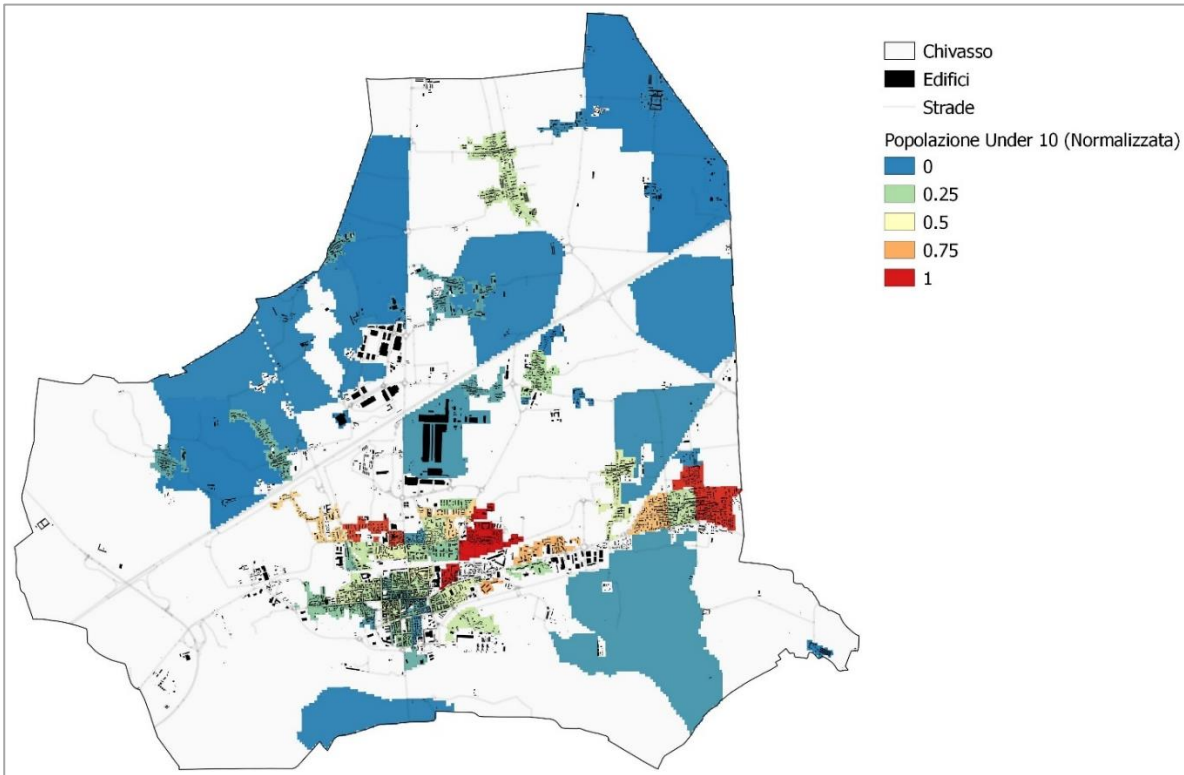 Chivasso
Edifici
Strade
Popolazione Under 10 (Normalizzata)
0
0.25
0.5
0.75
1